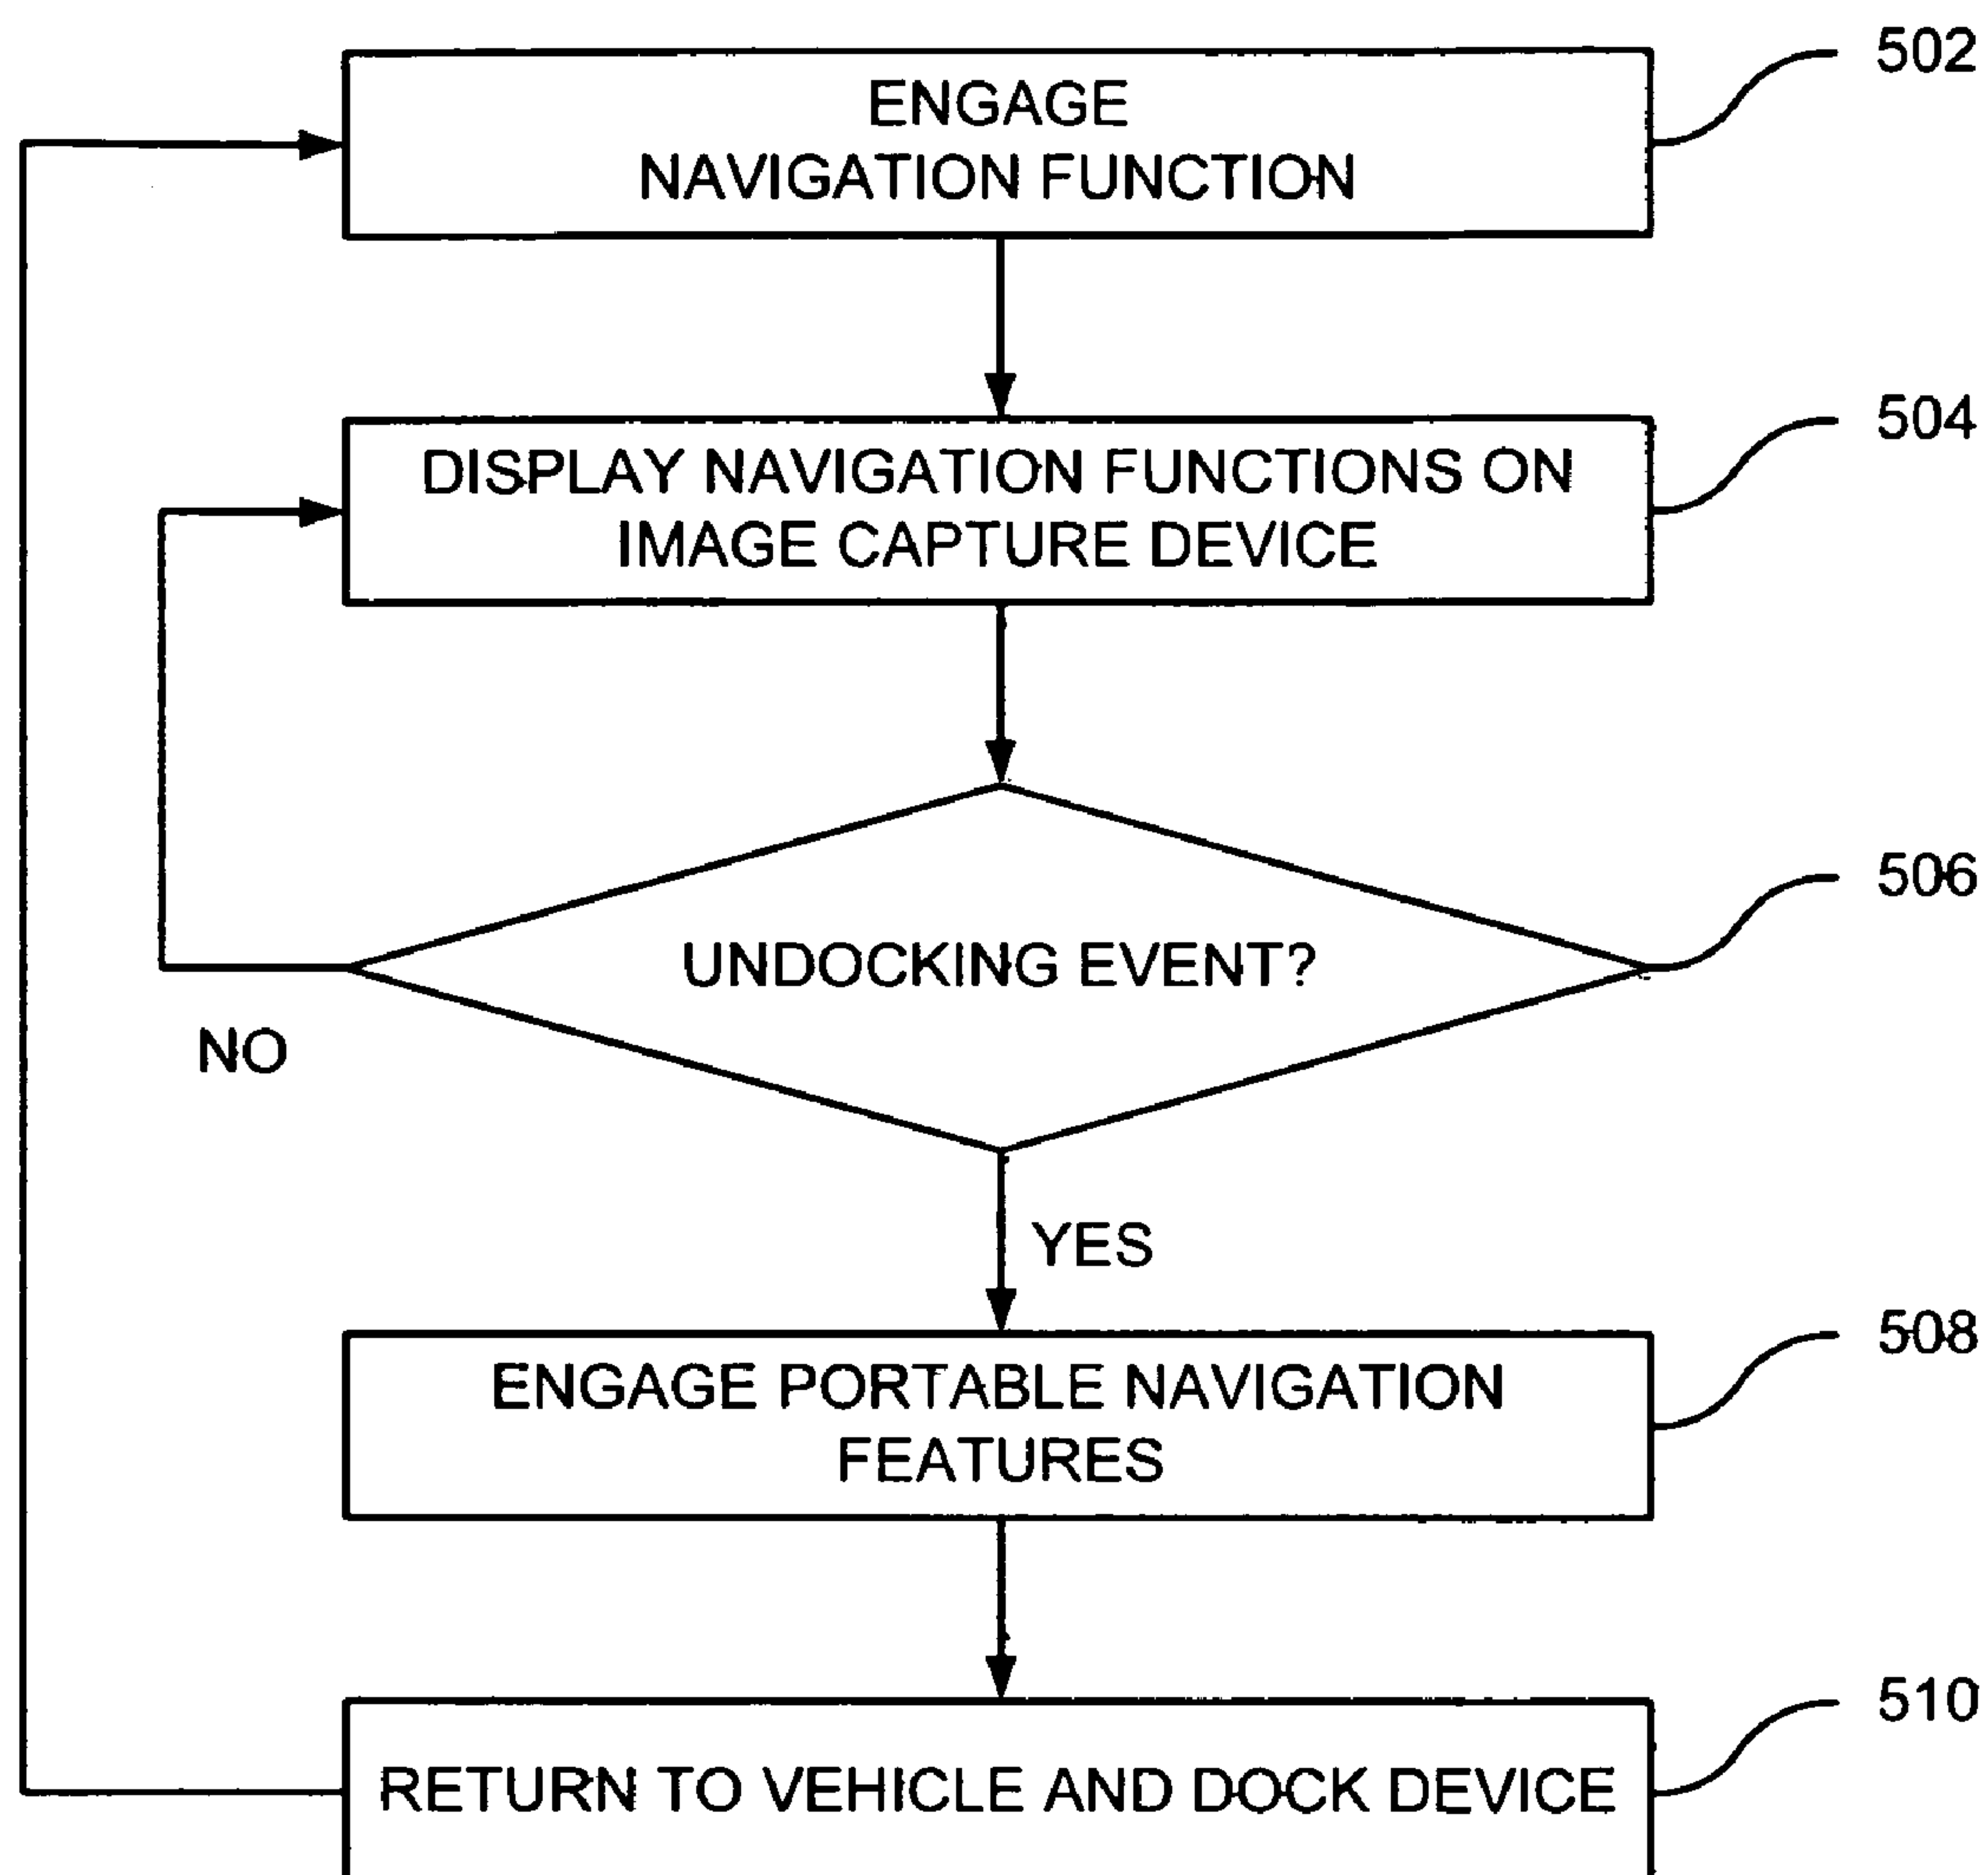 502
ENGAGE
NAVIGATION FUNCTION
504
DISPLAY NAVIGATION FUNCTIONS ON
IMAGE CAPTURE DEVICE
506
UNDOCKING EVENT?
NO
YES
508
ENGAGE PORTABLE NAVIGATION
FEATURES
510
RETURN TO VEHICLE AND DOCK DEVICE